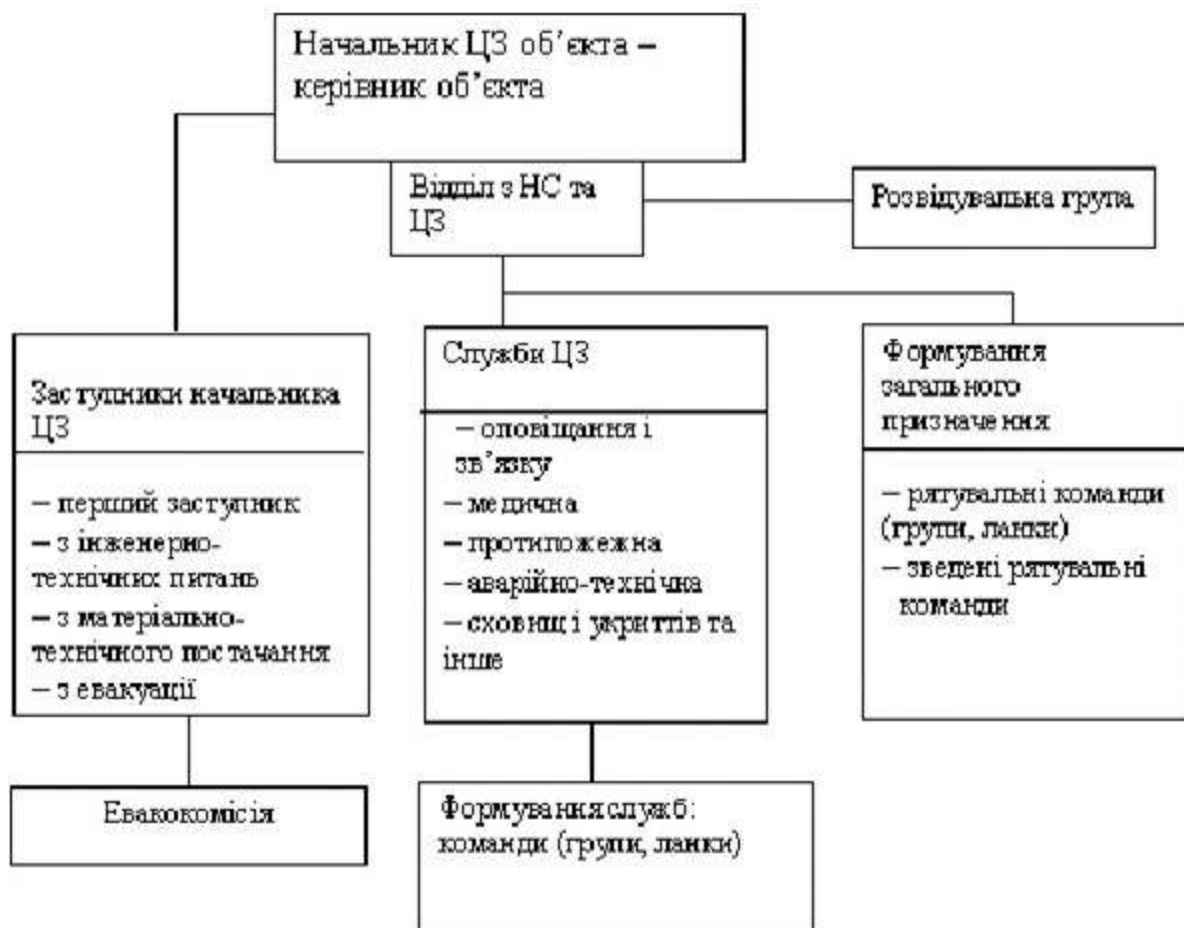 Начальник ЦЗ об’єкта –
керівник об’єкта
Відділ з НС та
ЦЗ
Розвідувальна група
Заступники начальника
ЦЗ
– перший заступник
– з інженерно-
технічних питань
– з матеріально-
технічного постачання
– з евакуації
Служби ЦЗ
– оповіщання і
зв’язку
– медична
– протипожежна
– аварійно-технічна
– сховищ і укриттів та
інше
Формування
загального
призначення
– рятувальні команди
(групи, ланки)
– зведені рятувальні
команди
Евакокомісія
Формування служб:
команди (групи, ланки)